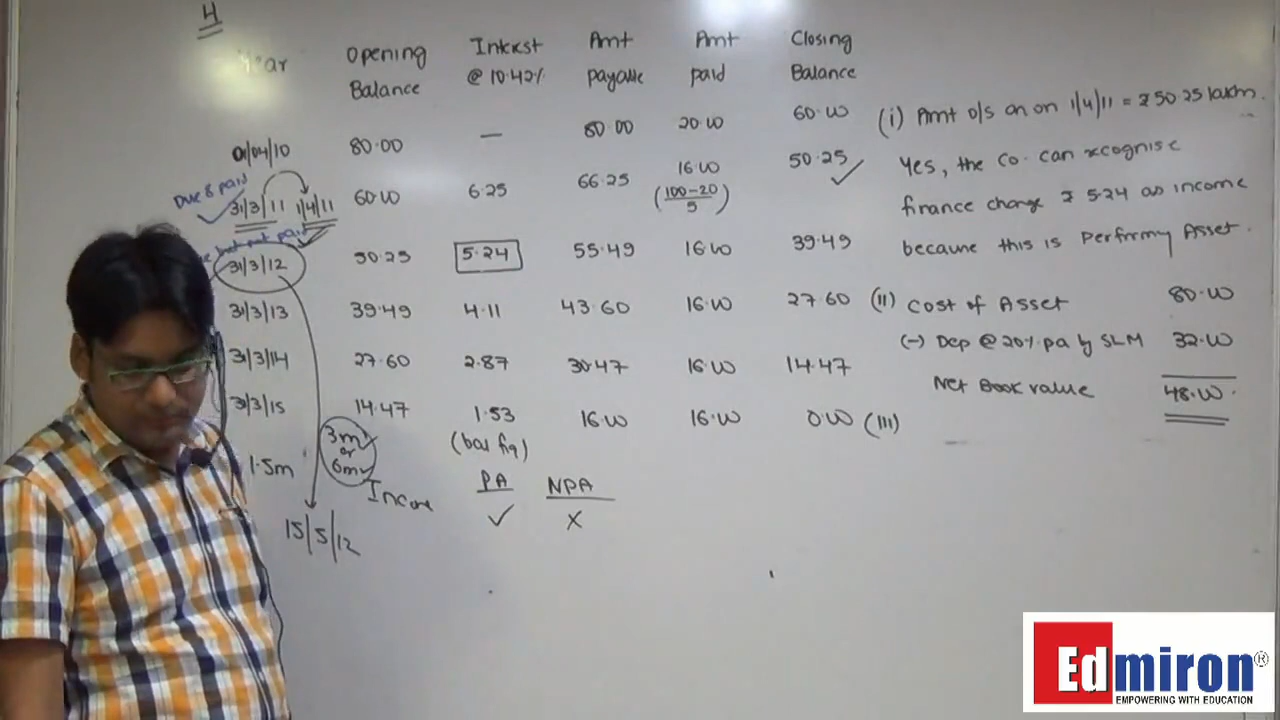 4
Opening Balance
Interest @ 10.42%
Amt payable
Amt paid
Closing Balance
01/04/10 80.00 — 80.00 20.00 60.00
Due & paid
31/3/11 1/4/11 60.00 6.25 66.25 16.00 50.25
(100-20)
5
but not paid
31/3/12 50.25 5.24 55.49 16.00 39.49
31/3/13 39.49 4.11 43.60 16.00 27.60
31/3/14 27.60 2.87 30.47 16.00 14.47
31/3/15 14.47 1.53 16.00 16.00 0.00
(bal fig)
1.5m
3m
or
6m
15/5/12
Income
PA NPA
✓ X
(i) Amt o/s on on 1/4/11 = ₹ 50.25 lakhs.
Yes, the Co. can recognise
finance charge ₹ 5.24 as income
because this is Performing Asset.
(II) Cost of Asset 80.00
(-) Dep @ 20% pa by SLM 32.00
Net Book value 48.00
(III)
Edmiron®
EMPOWERING WITH EDUCATION